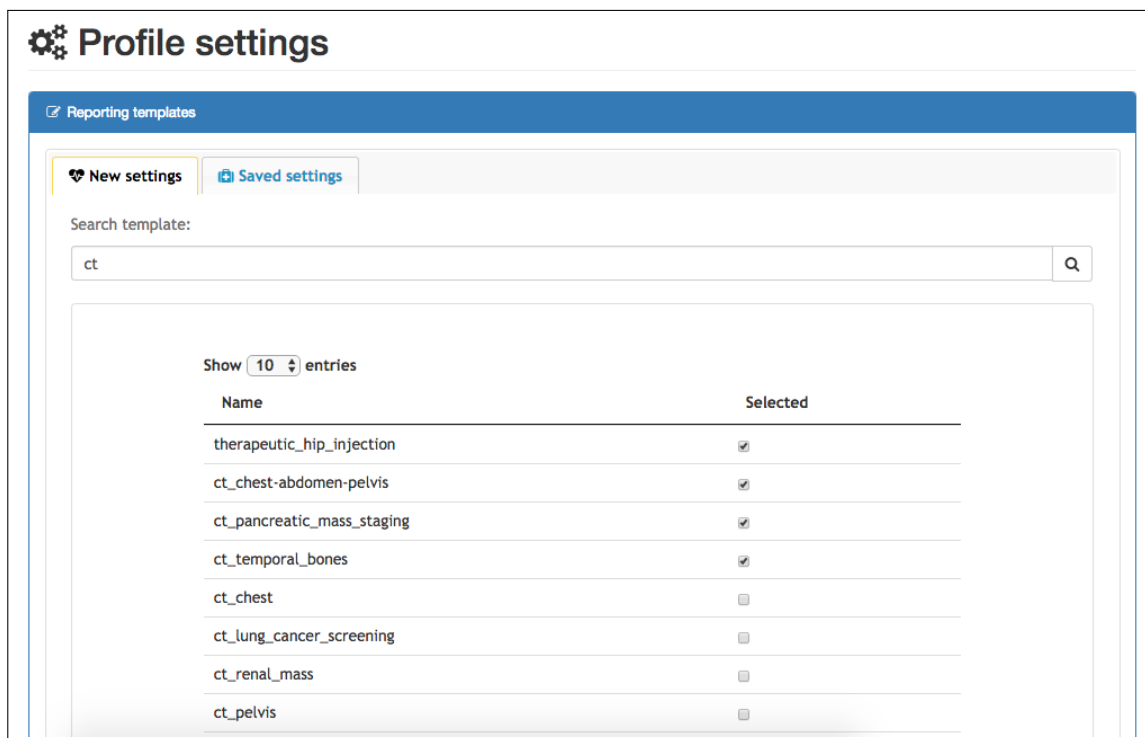 Profile settings
Reporting templates
New settings Saved settings
Search template:
ct
Show 10 entries
Name Selected
therapeutic_hip_injection
ct_chest-abdomen-pelvis
ct_pancreatic_mass_staging
ct_temporal_bones
ct_chest
ct_lung_cancer_screening
ct_renal_mass
ct_pelvis